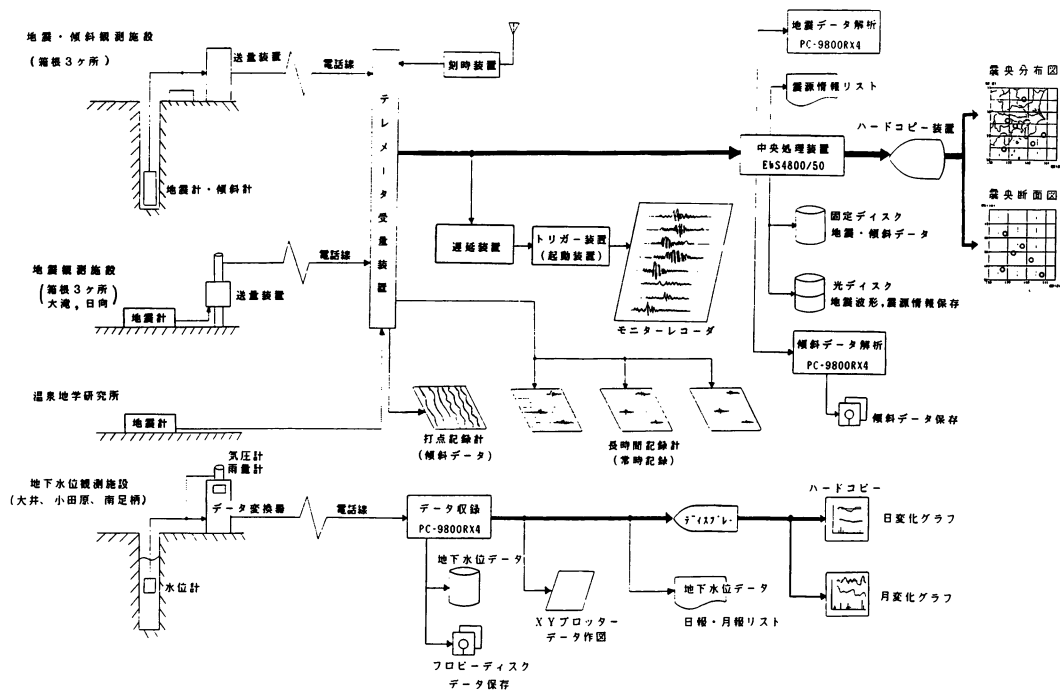 地震・傾斜観測施設
(箱根3ヶ所)
送量装置
電話線
刻時装置
地震計・傾斜計
テレメータ受量装置
地震観測施設
(箱根3ヶ所
大滝,日向)
送量装置
電話線
地震計
温泉地学研究所
地震計
遅延装置
トリガー装置
(起動装置)
モニターレコーダ
打点記録計
(傾斜データ)
長時間記録計
(常時記録)
地震データ解析
PC-9800RX4
震源情報リスト
中央処理装置
EWS4800/50
ハードコピー装置
震央分布図
震央断面図
固定ディスク
地震・傾斜データ
光ディスク
地震波形,震源情報保存
傾斜データ解析
PC-9800RX4
傾斜データ保存
地下水位観測施設
(大井、小田原、南足柄)
気圧計
雨量計
データ変換器
電話線
水位計
データ収録
PC-9800RX4
地下水位データ
フロピーディスク
データ保存
XYプロッター
データ作図
地下水位データ
日報・月報リスト
ディスプレー
ハードコピー
日変化グラフ
月変化グラフ